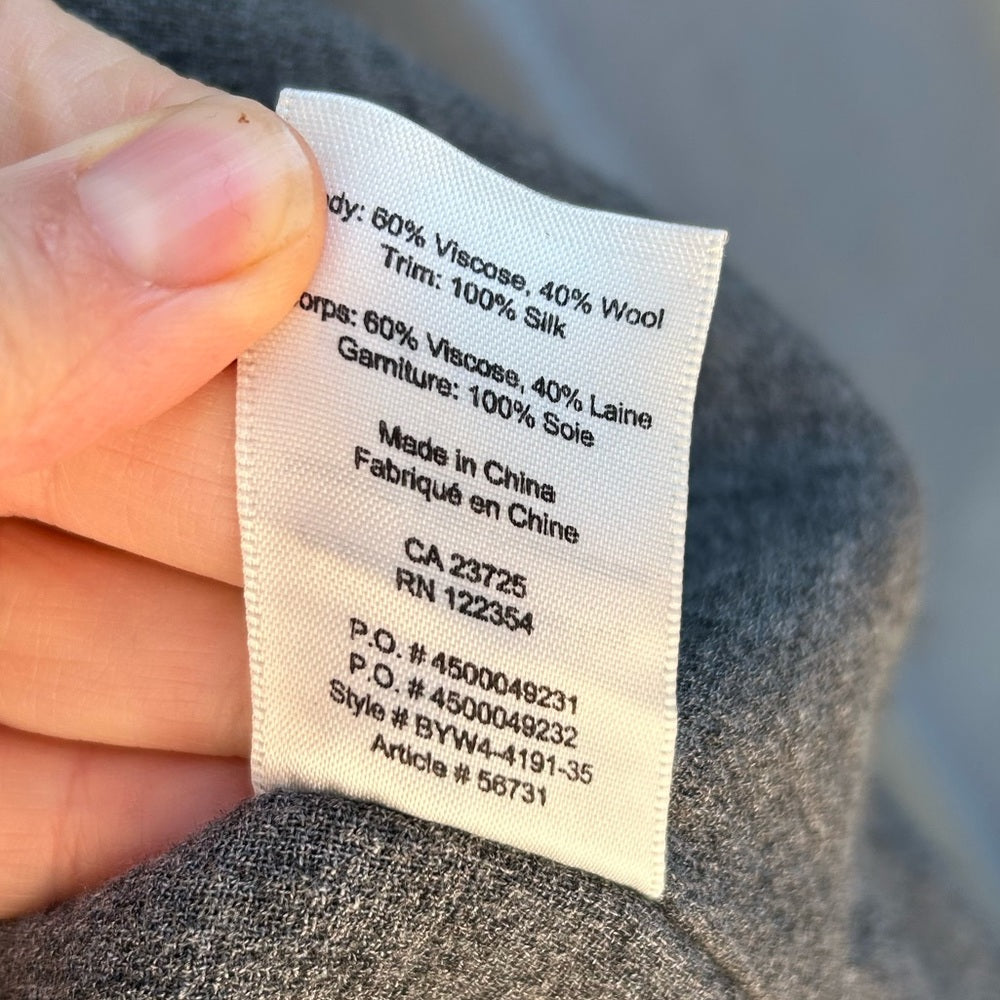 ody: 60% Viscose, 40% Wool
Trim: 100% Silk
orps: 60% Viscose, 40% Laine
Garniture: 100% Soie
Made in China
Fabriqué en Chine
CA 23725
RN 122354
P.O. # 4500049231
P.O. # 4500049232
Style # BYW4-4191-35
Article # 56731